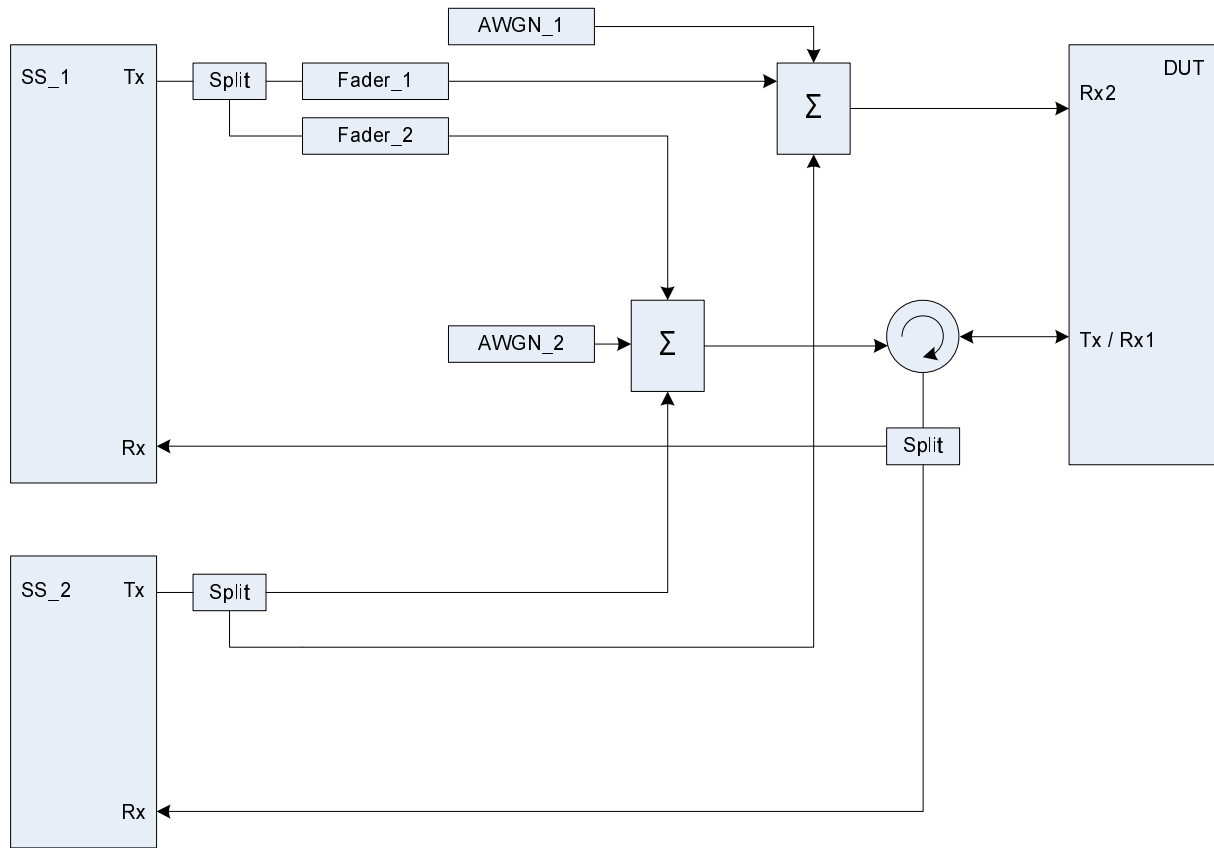 AWGN_1
SS_1
Tx
Split
Fader_1
Σ
DUT
Rx2
Fader_2
AWGN_2
Σ
Tx / Rx1
Rx
Split
SS_2
Tx
Split
Rx